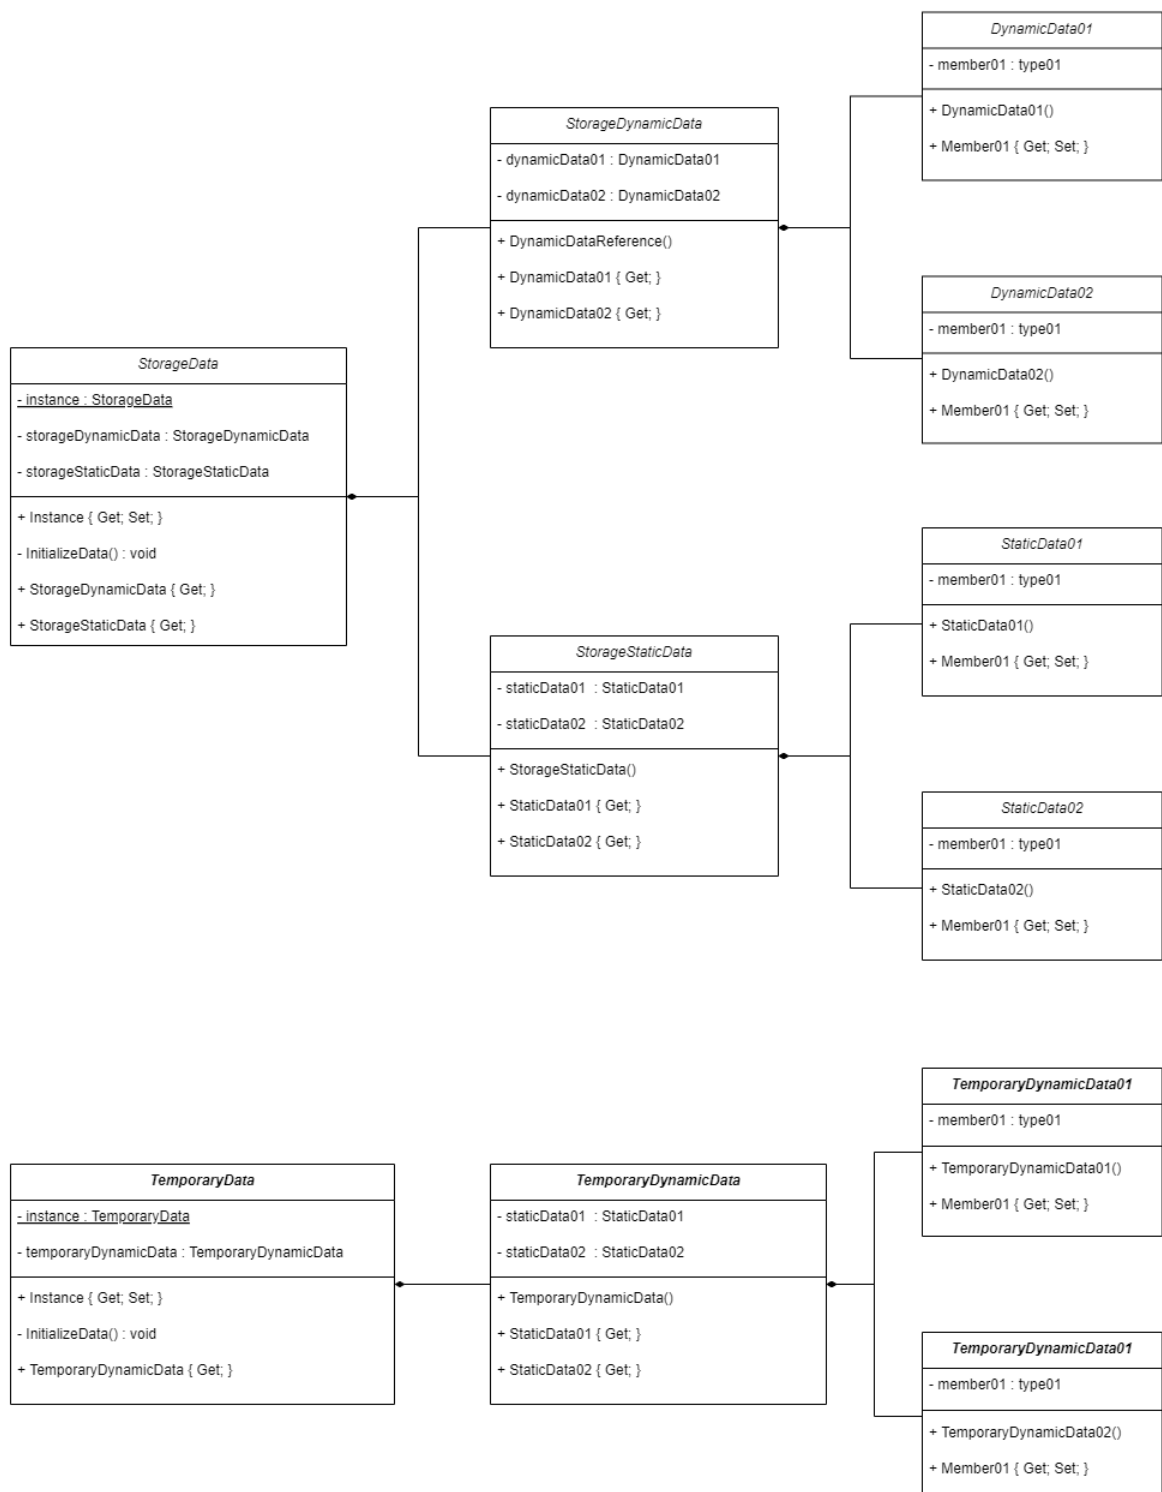 DynamicData01
- member01 : type01
+ DynamicData01()
+ Member01 { Get; Set; }
StorageDynamicData
- dynamicData01 : DynamicData01
- dynamicData02 : DynamicData02
+ DynamicDataReference()
+ DynamicData01 { Get; }
+ DynamicData02 { Get; }
DynamicData02
- member01 : type01
+ DynamicData02()
+ Member01 { Get; Set; }
StorageData
- instance : StorageData
- storageDynamicData : StorageDynamicData
- storageStaticData : StorageStaticData
+ Instance { Get; Set; }
- InitializeData() : void
+ StorageDynamicData { Get; }
+ StorageStaticData { Get; }
StaticData01
- member01 : type01
+ StaticData01()
+ Member01 { Get; Set; }
StorageStaticData
- staticData01 : StaticData01
- staticData02 : StaticData02
+ StorageStaticData()
+ StaticData01 { Get; }
+ StaticData02 { Get; }
StaticData02
- member01 : type01
+ StaticData02()
+ Member01 { Get; Set; }
TemporaryDynamicData01
- member01 : type01
+ TemporaryDynamicData01()
+ Member01 { Get; Set; }
TemporaryData
- instance : TemporaryData
- temporaryDynamicData : TemporaryDynamicData
+ Instance { Get; Set; }
- InitializeData() : void
+ TemporaryDynamicData { Get; }
TemporaryDynamicData
- staticData01 : StaticData01
- staticData02 : StaticData02
+ TemporaryDynamicData()
+ StaticData01 { Get; }
+ StaticData02 { Get; }
TemporaryDynamicData01
- member01 : type01
+ TemporaryDynamicData02()
+ Member01 { Get; Set; }